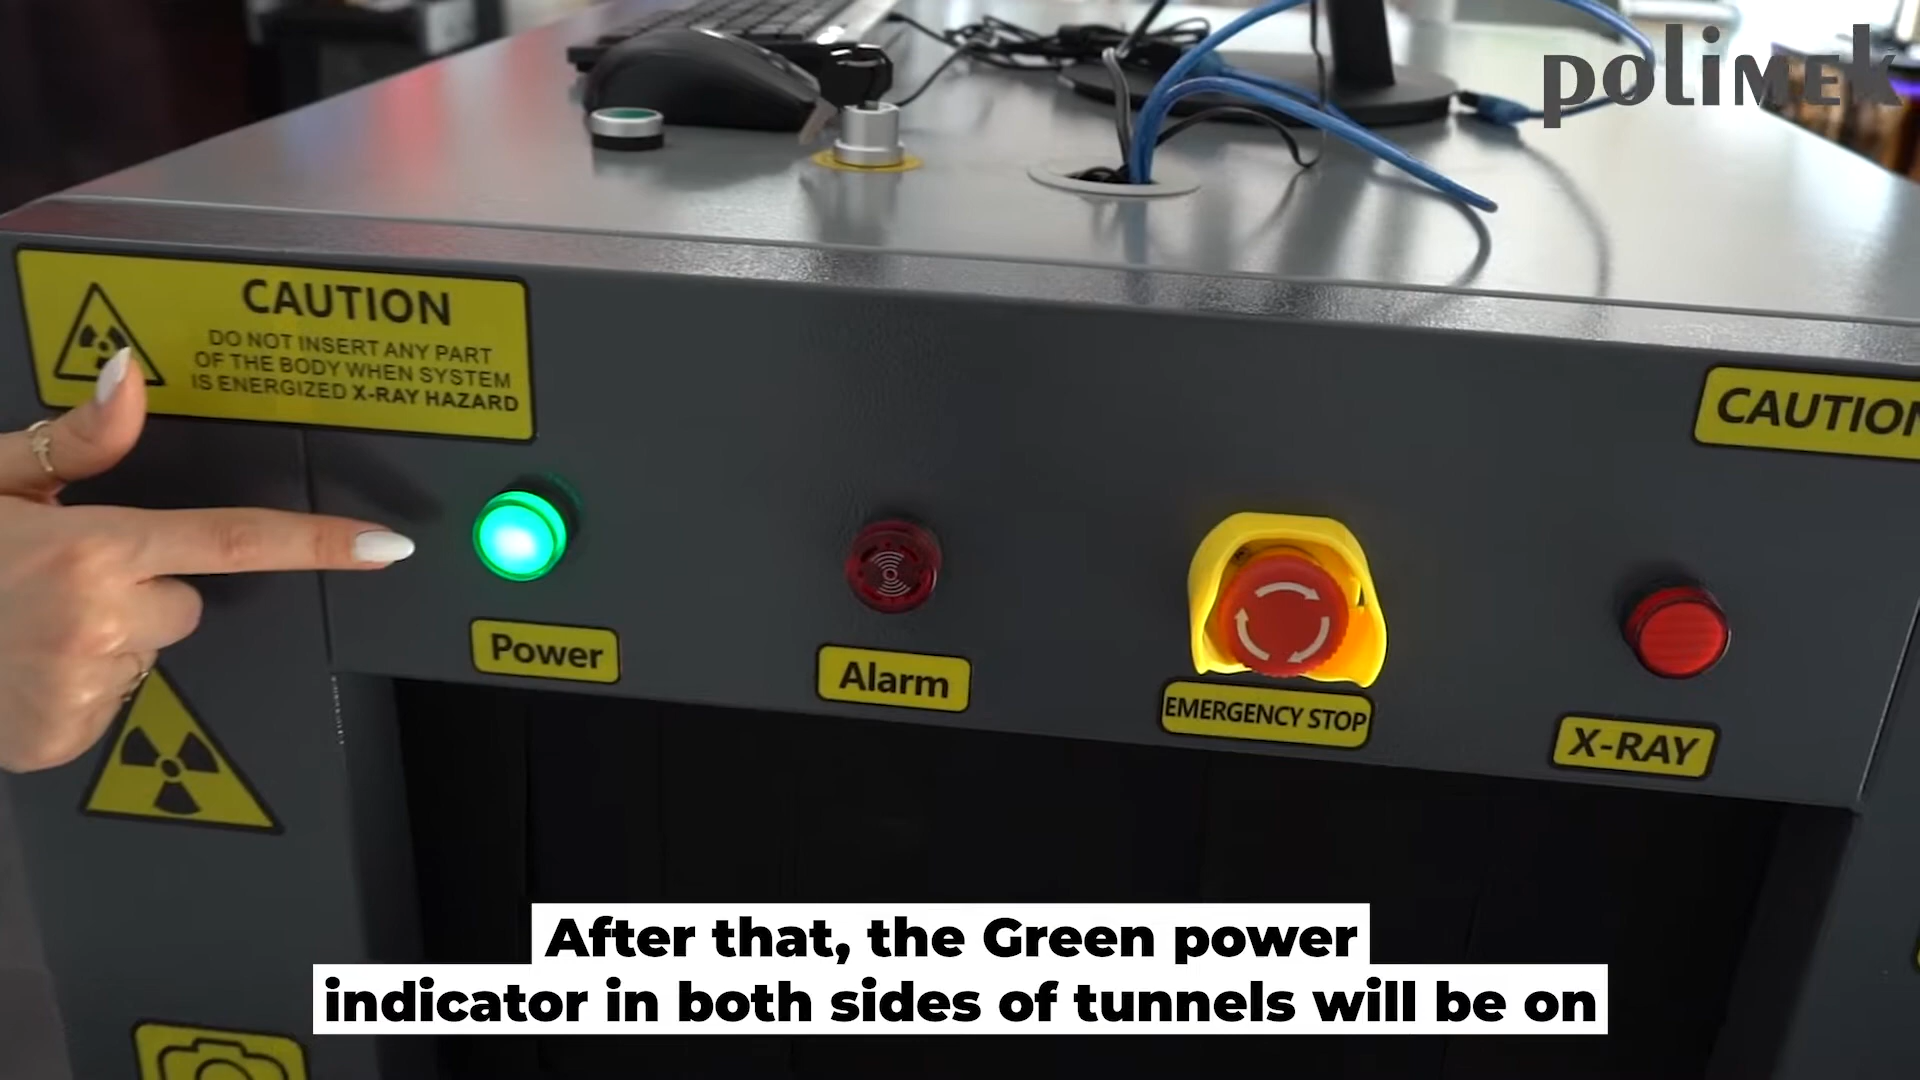 polimek
CAUTION
DO NOT INSERT ANY PART
OF THE BODY WHEN SYSTEM
IS ENERGIZED X-RAY HAZARD
CAUTION
Power
Alarm
EMERGENCY STOP
X-RAY
After that, the Green power
indicator in both sides of tunnels will be on